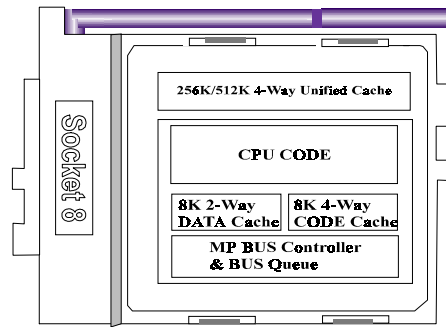 256K/512K 4-Way Unified Cache
Socket 8
CPU CODE
8K 2-Way
DATA Cache
8K 4-Way
CODE Cache
MP BUS Controller
& BUS Queue